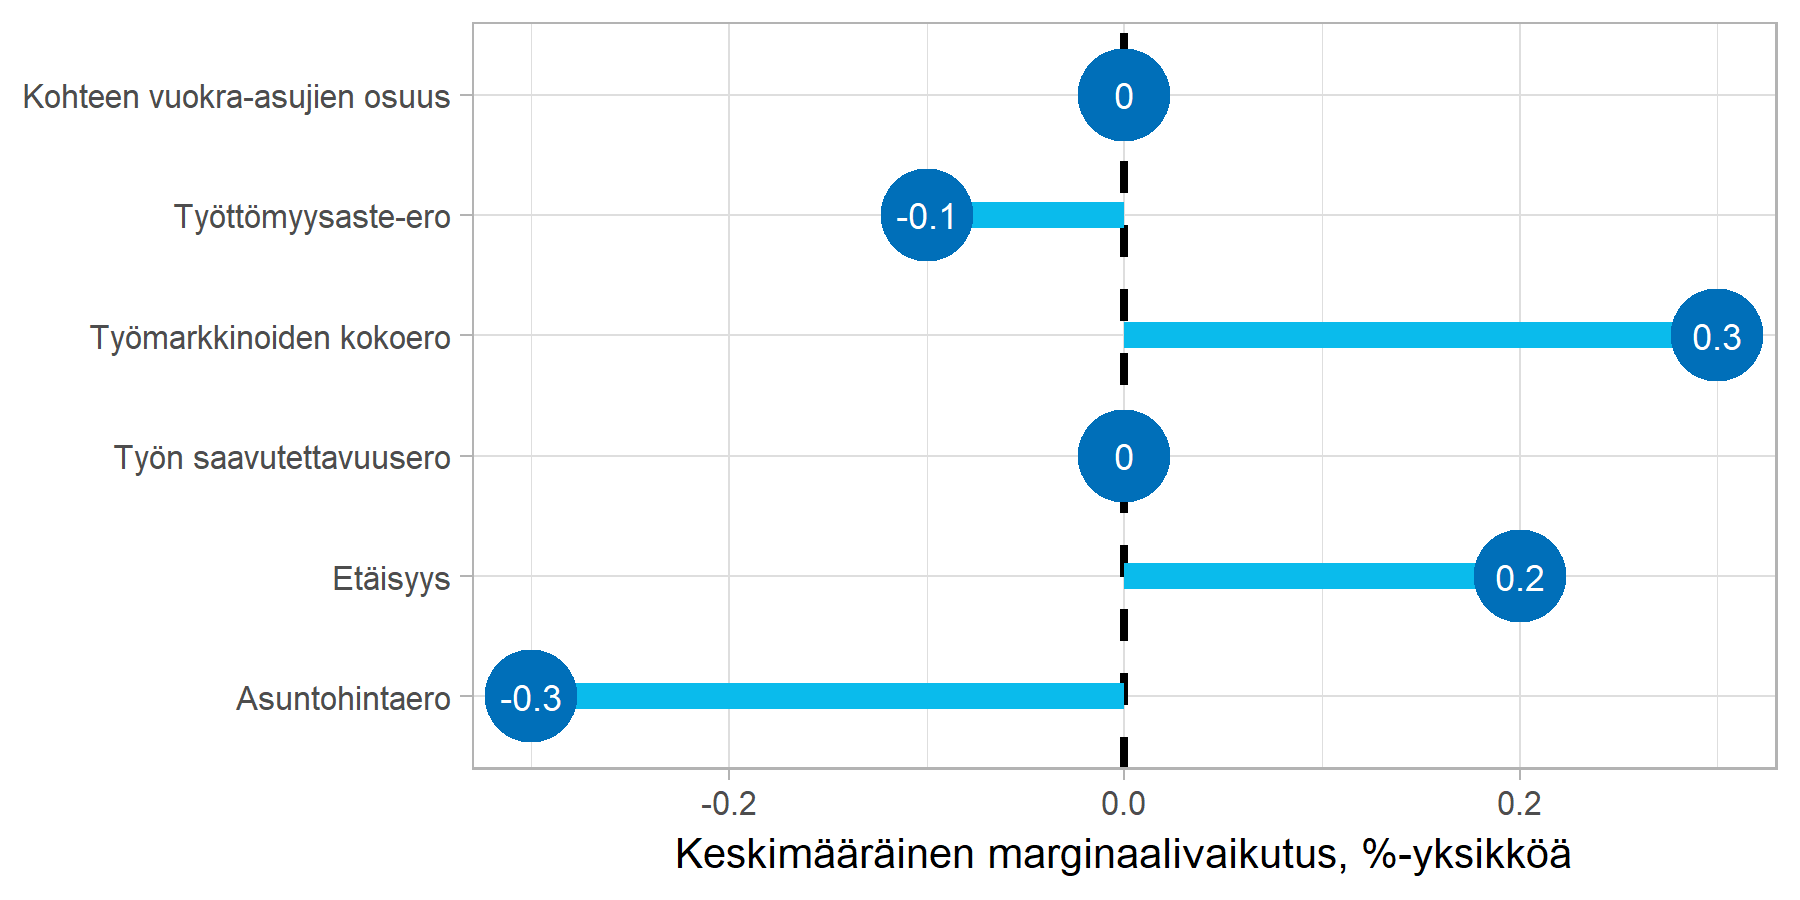 Kohteen vuokra-asujien osuus
0
Työttömyysaste-ero
-0.1
Työmarkkinoiden kokoero
0.3
Työn saavutettavuusero
0
Etäisyys
0.2
Asuntohintaero
-0.3
-0.2
0.0
0.2
Keskimääräinen marginaalivaikutus, %-yksikköä